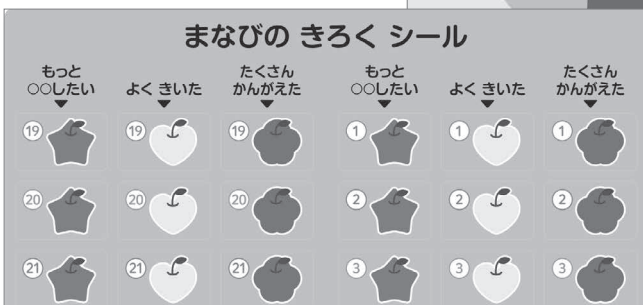 まなびの きろく シール
もっと
○○したい
よく きいた
たくさん
かんがえた
もっと
○○したい
よく きいた
たくさん
かんがえた
19 19 19 1 1 1
20 20 20 2 2 2
21 21 21 3 3 3